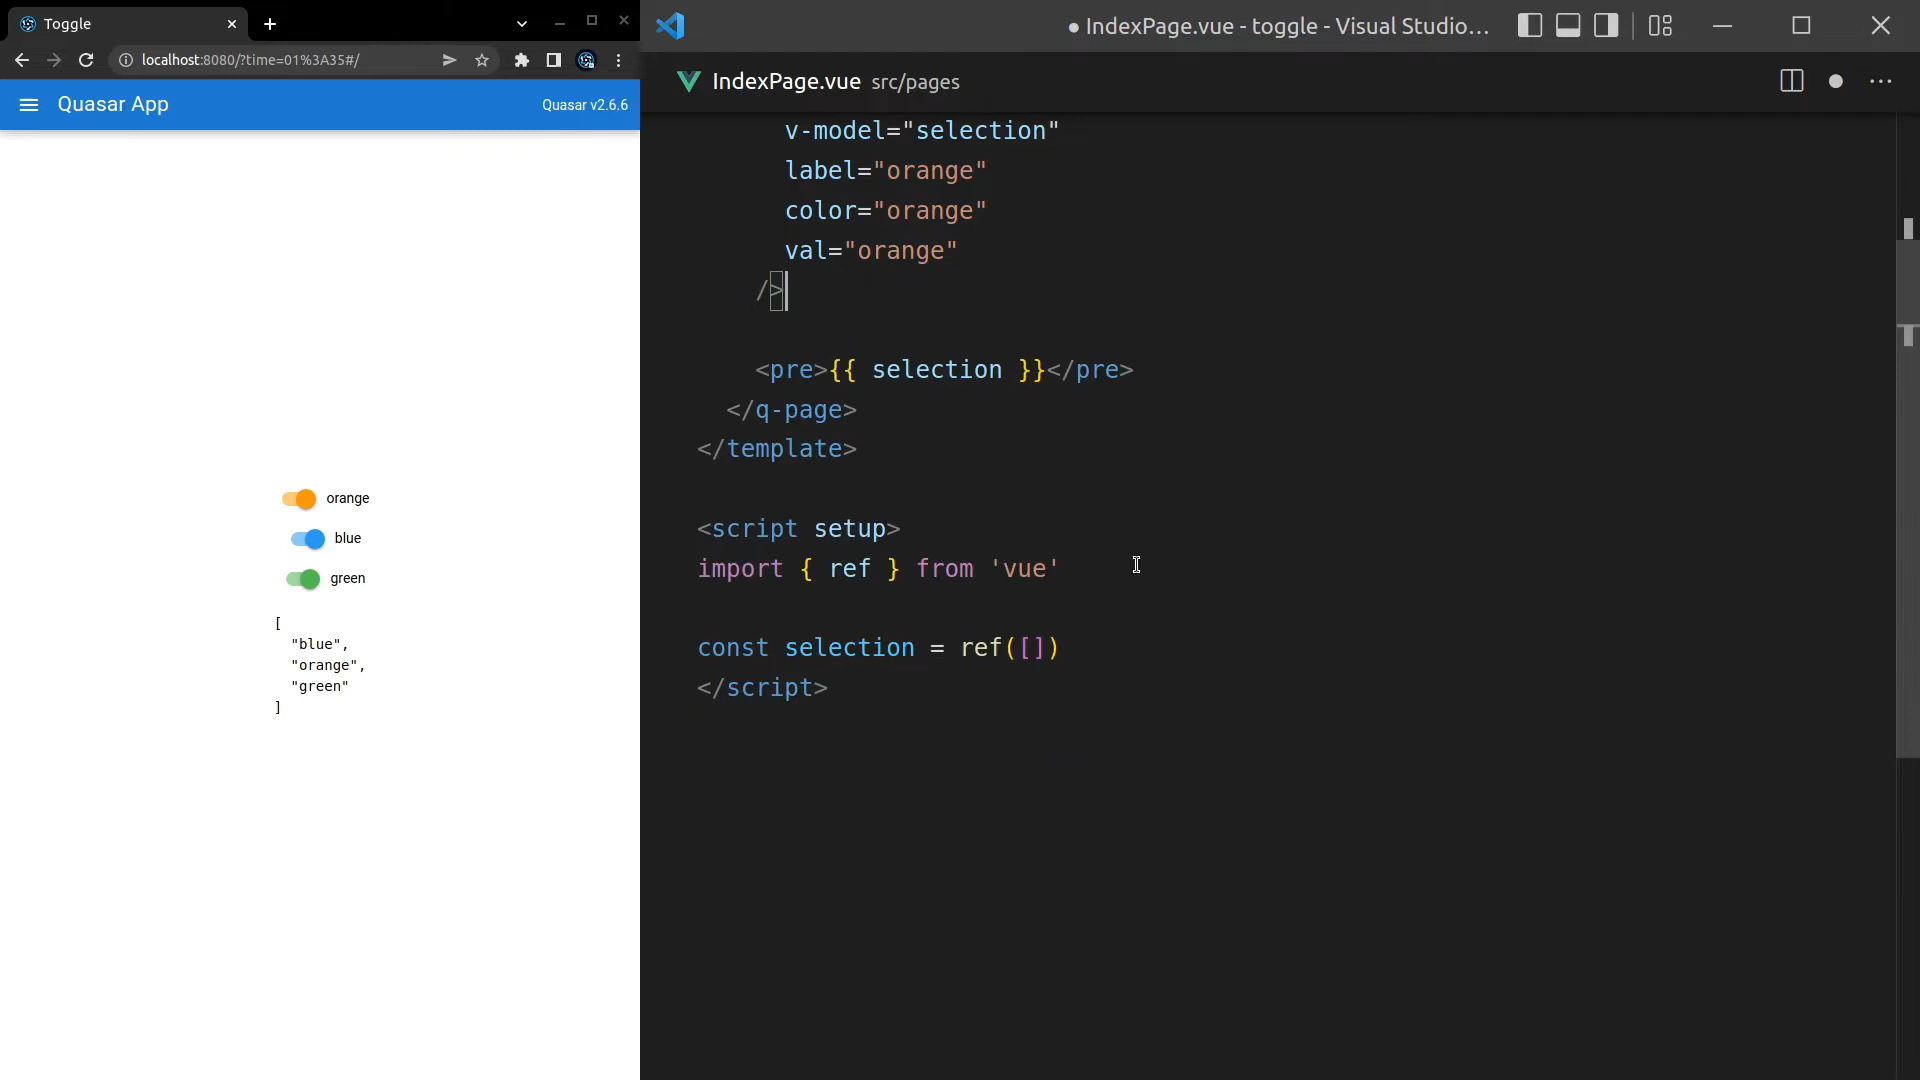 Toggle
localhost:8080/?time=01%3A35#/
Quasar App
Quasar v2.6.6
orange
blue
green
[
"blue",
"orange",
"green"
]
● IndexPage.vue - toggle - Visual Studio...
IndexPage.vue src/pages
v-model="selection"
label="orange"
color="orange"
val="orange"
/>
<pre>{{ selection }}</pre>
</q-page>
</template>
<script setup>
import { ref } from 'vue'
const selection = ref([])
</script>